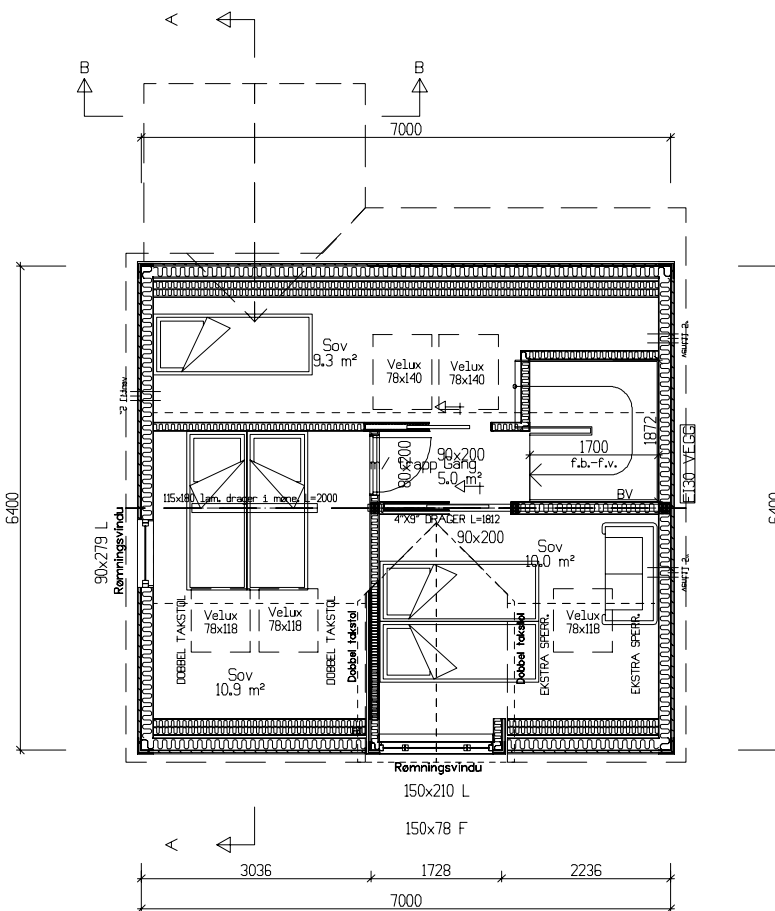 A
B
B
7000
Sov
9.3 m²
Velux
78x140
Velux
78x140
1872
1700
f.b.-f.v.
80x200
90x200
Trapp Gang
5.0 m²
EI30 VEGG
6400
6400
115x180 lam. drager i møne. L=2000
BV
4"X9" DRAGER L=1812
90x200
Sov
10.0 m²
90x279 L
Rømningsvindu
Velux
78x118
Velux
78x118
Velux
78x118
DOBBEL TAKSTOL
DOBBEL TAKSTOL
Dobbel takstol
Dobbel takstol
EKSTRA SPERR.
EKSTRA SPERR.
Sov
10.9 m²
Rømningsvindu
150x210 L
150x78 F
A
3036
1728
2236
7000